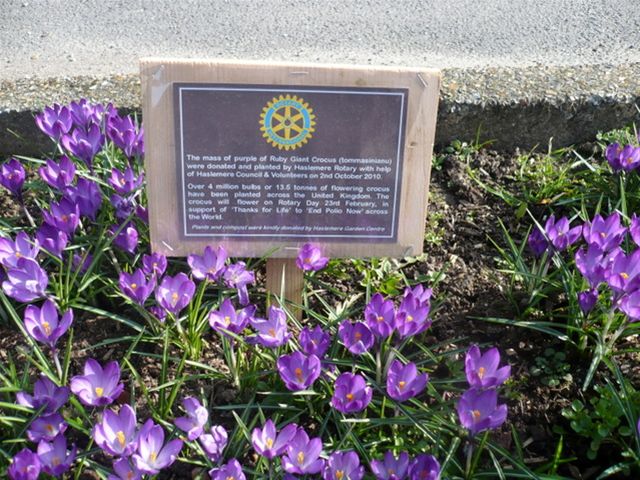 The mass of purple of Ruby Giant Crocus (tommasinianu)
were donated and planted by Haslemere Rotary with help
of Haslemere Council & Volunteers on 2nd October 2010.
Over 4 million bulbs or 13.5 tonnes of flowering crocus
have been planted across the United Kingdom. The
crocus will flower on Rotary Day 23rd February, in
support of 'Thanks for Life' to 'End Polio Now' across
the World.
Plants and compost were kindly donated by Haslemere Garden Centre